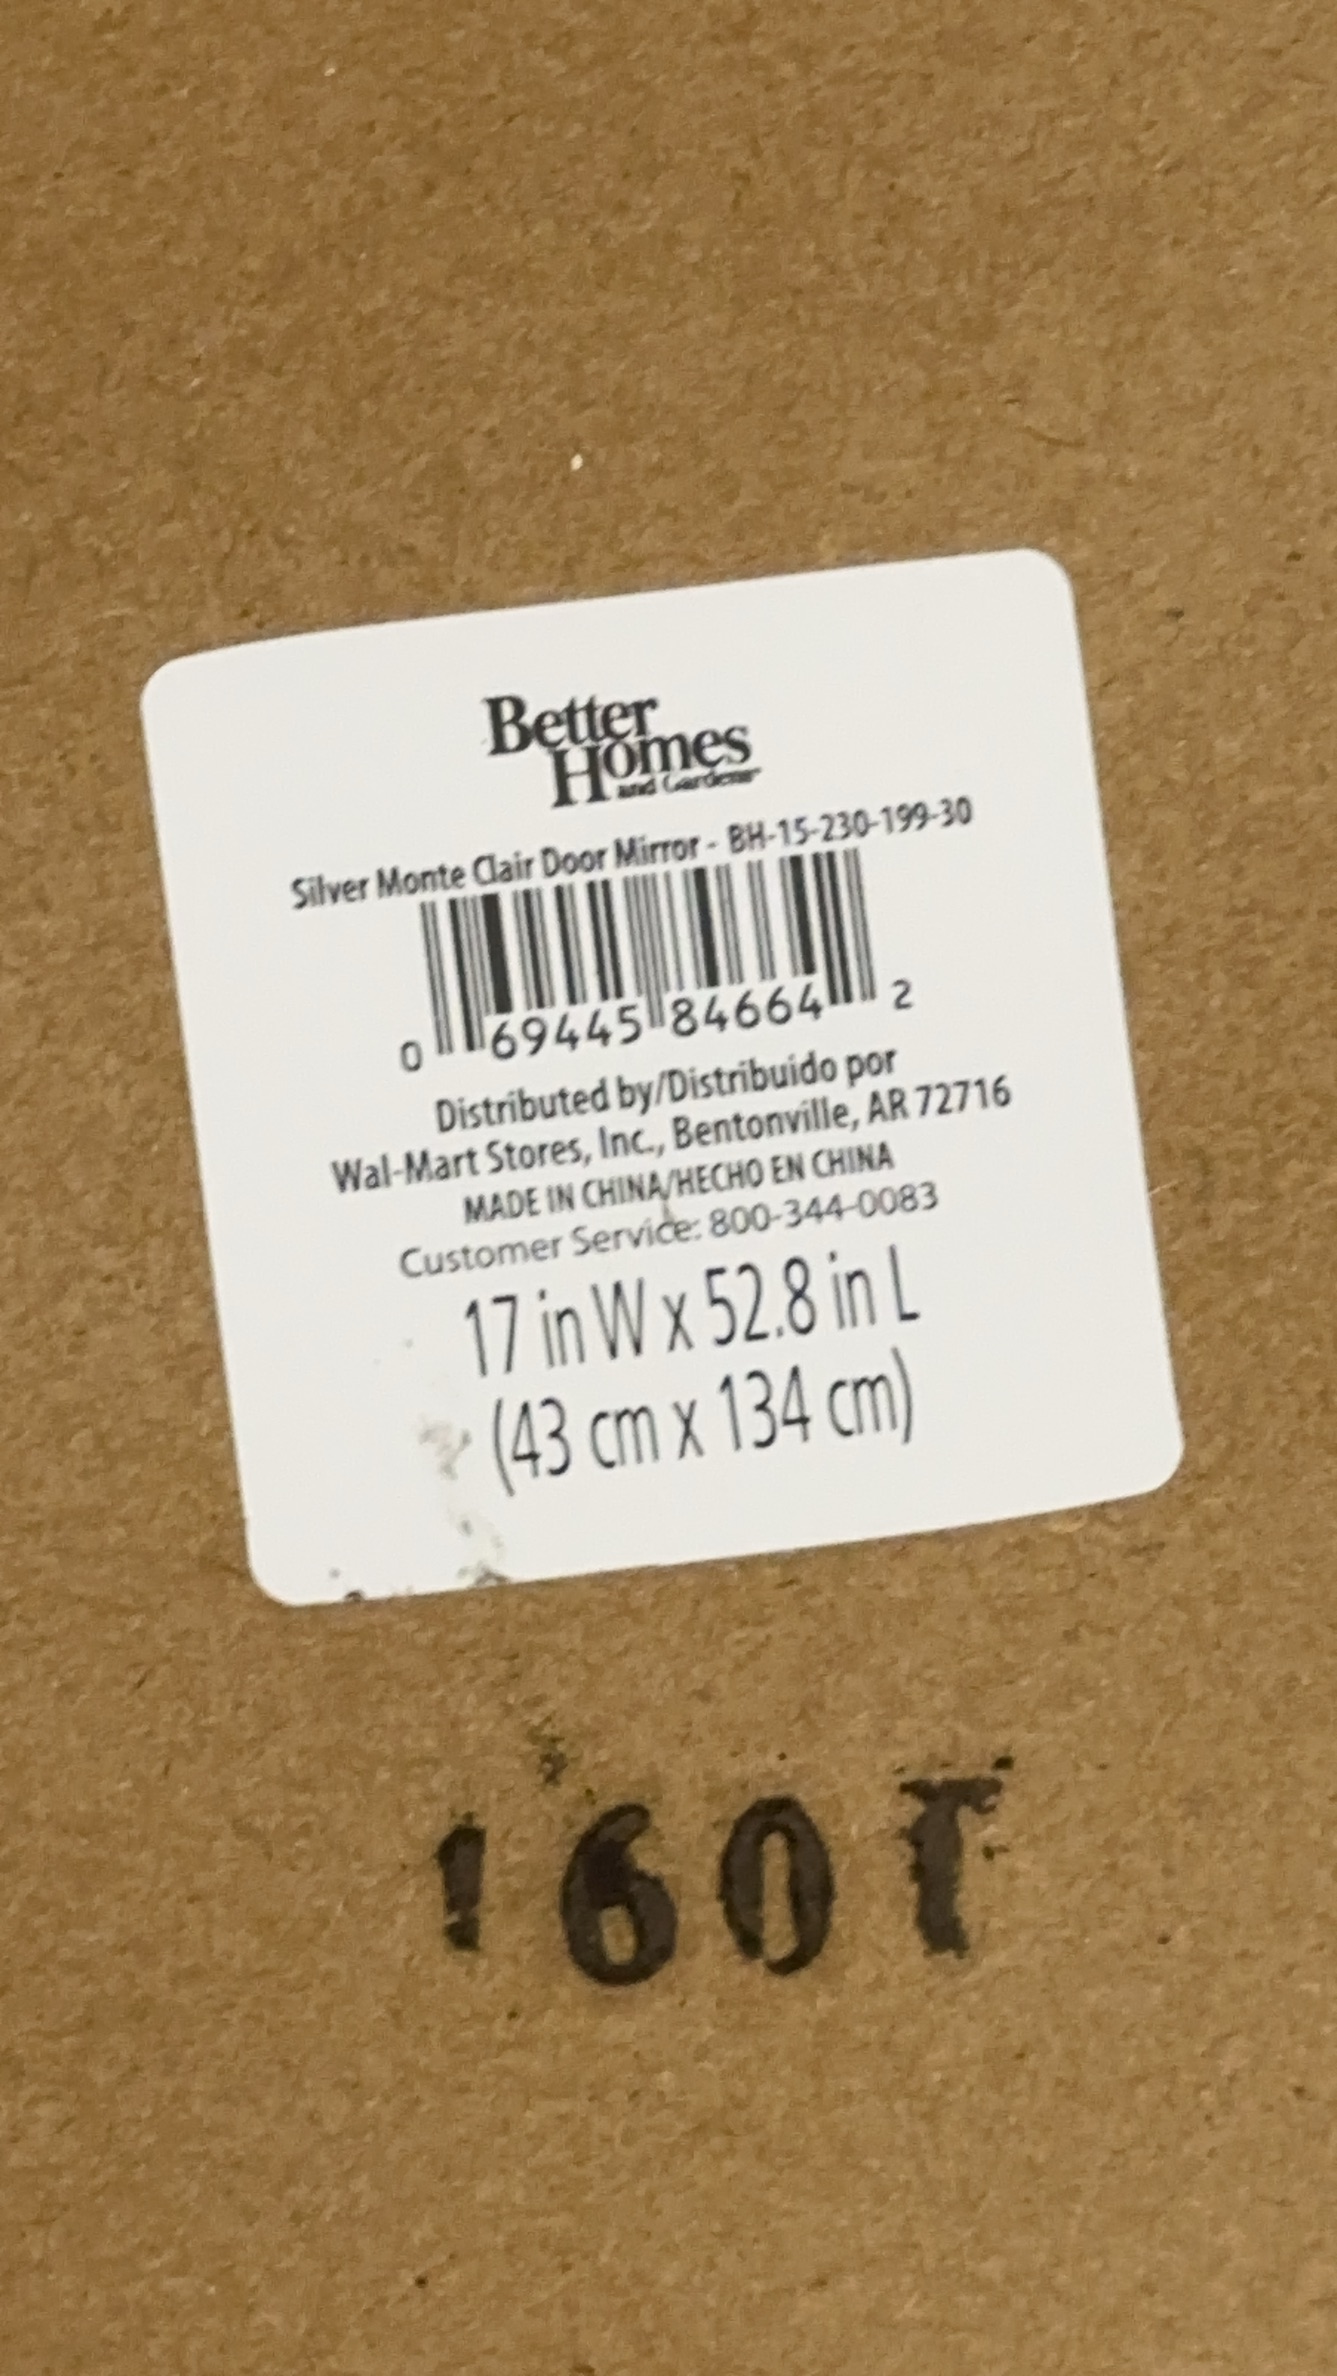 Better
Homes
and Gardens
Silver Monte Clair Door Mirror - BH-15-230-199-30
0 69445 84664 2
Distributed by/Distribuido por
Wal-Mart Stores, Inc., Bentonville, AR 72716
MADE IN CHINA/HECHO EN CHINA
Customer Service: 800-344-0083
17 in W x 52.8 in L
(43 cm x 134 cm)